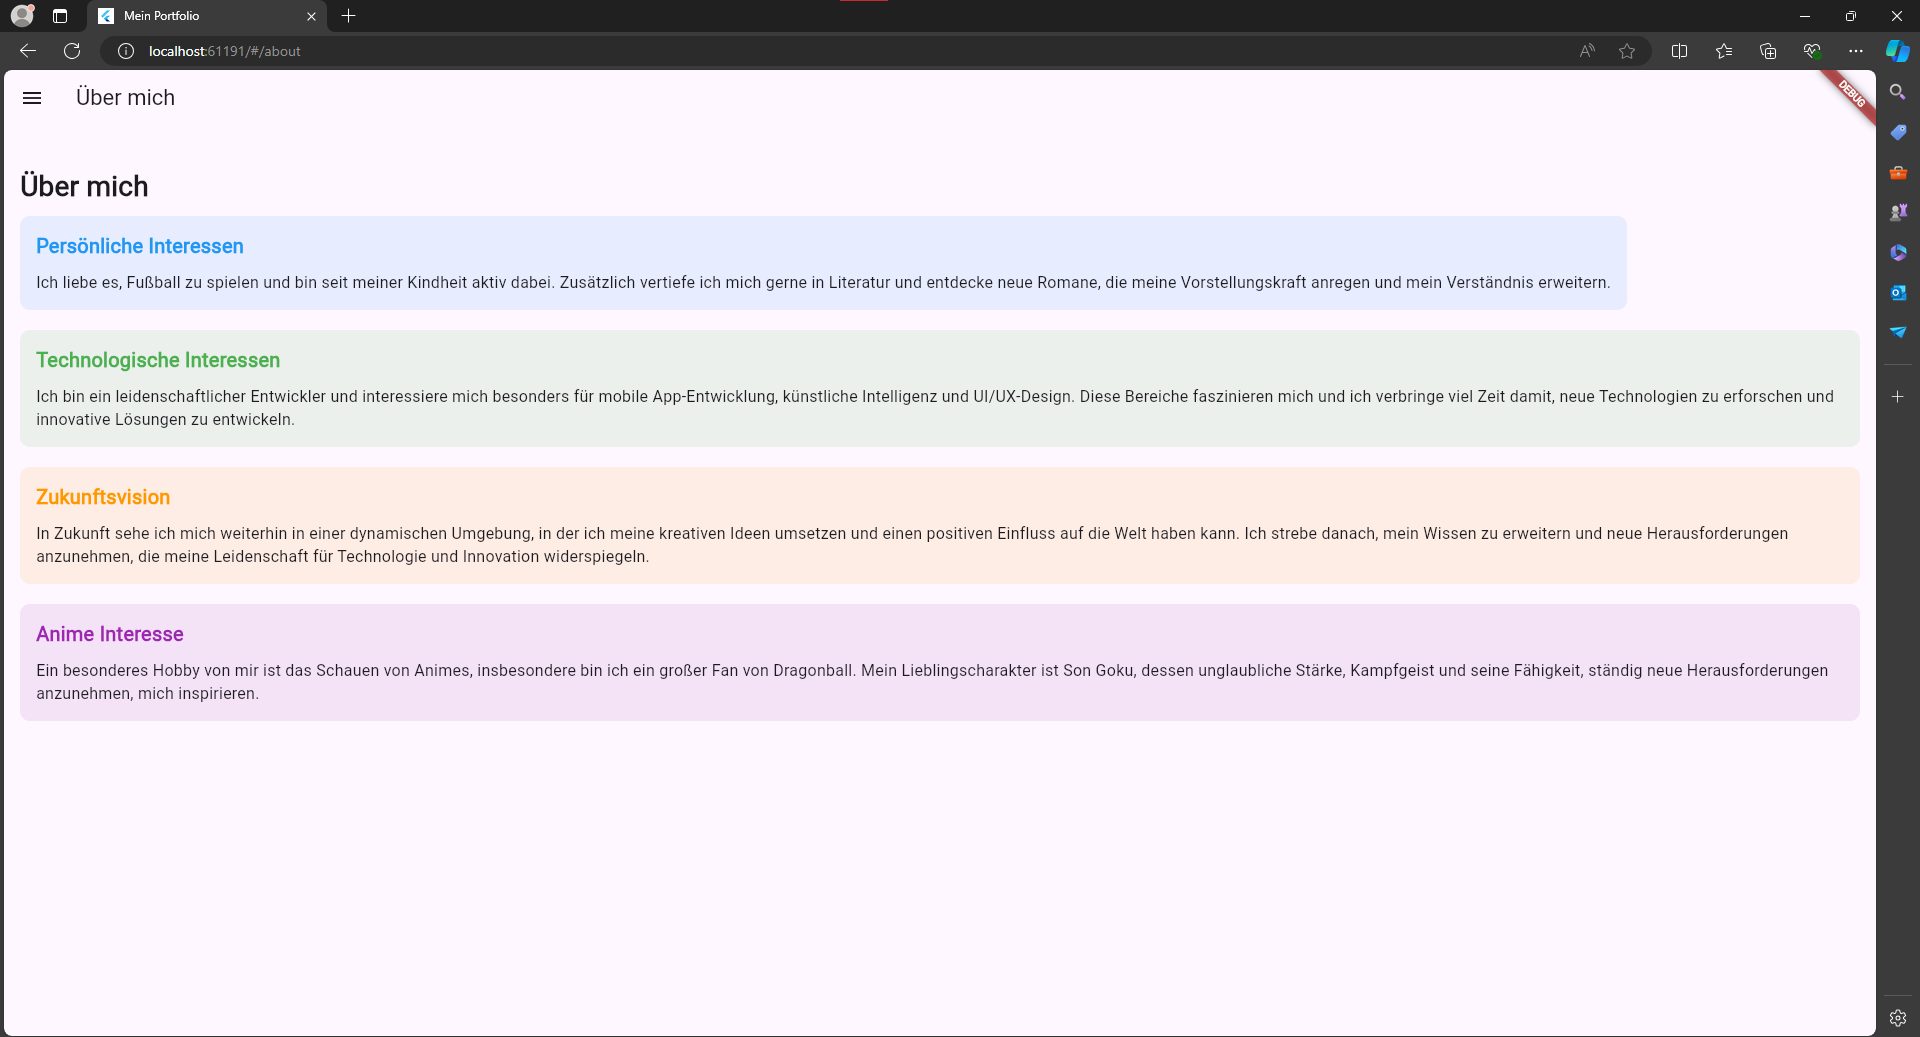 Mein Portfolio
localhost:61191/#/about
Über mich
DEBUG
Über mich
Persönliche Interessen
Ich liebe es, Fußball zu spielen und bin seit meiner Kindheit aktiv dabei. Zusätzlich vertiefe ich mich gerne in Literatur und entdecke neue Romane, die meine Vorstellungskraft anregen und mein Verständnis erweitern.
Technologische Interessen
Ich bin ein leidenschaftlicher Entwickler und interessiere mich besonders für mobile App-Entwicklung, künstliche Intelligenz und UI/UX-Design. Diese Bereiche faszinieren mich und ich verbringe viel Zeit damit, neue Technologien zu erforschen und
innovative Lösungen zu entwickeln.
Zukunftsvision
In Zukunft sehe ich mich weiterhin in einer dynamischen Umgebung, in der ich meine kreativen Ideen umsetzen und einen positiven Einfluss auf die Welt haben kann. Ich strebe danach, mein Wissen zu erweitern und neue Herausforderungen
anzunehmen, die meine Leidenschaft für Technologie und Innovation widerspiegeln.
Anime Interesse
Ein besonderes Hobby von mir ist das Schauen von Animes, insbesondere bin ich ein großer Fan von Dragonball. Mein Lieblingscharakter ist Son Goku, dessen unglaubliche Stärke, Kampfgeist und seine Fähigkeit, ständig neue Herausforderungen
anzunehmen, mich inspirieren.